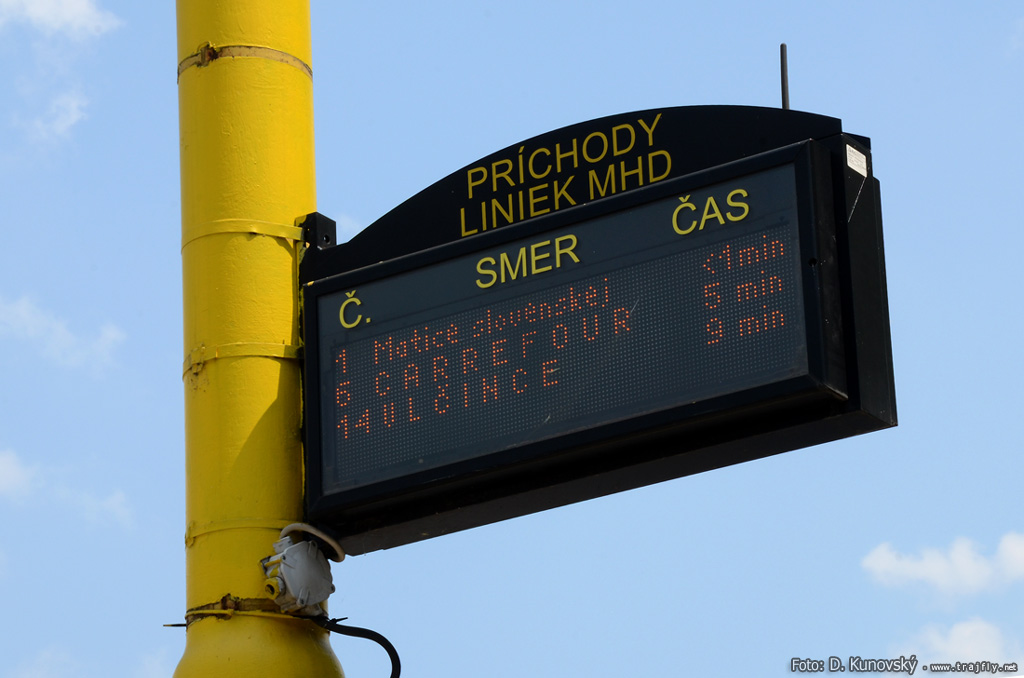 PRÍCHODY
LINIEK MHD
Č. SMER ČAS
1 Matice slovenskej <1 min
6 CARREFOUR 5 min
14 VLČINCE 9 min
Foto: D. Kunovský - www.trajfly.net